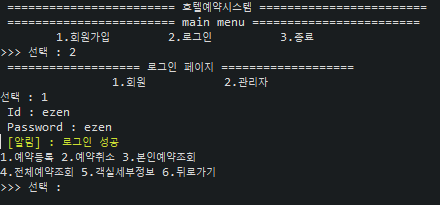 ========================= 호텔예약시스템 =========================
========================= main menu =========================
1.회원가입 2.로그인 3.종료
>>> 선택 : 2
==================== 로그인 페이지 ====================
1.회원 2.관리자
선택 : 1
Id : ezen
Password : ezen
[알림] : 로그인 성공
1.예약등록 2.예약취소 3.본인예약조회
4.전체예약조회 5.객실세부정보 6.뒤로가기
>>> 선택 :